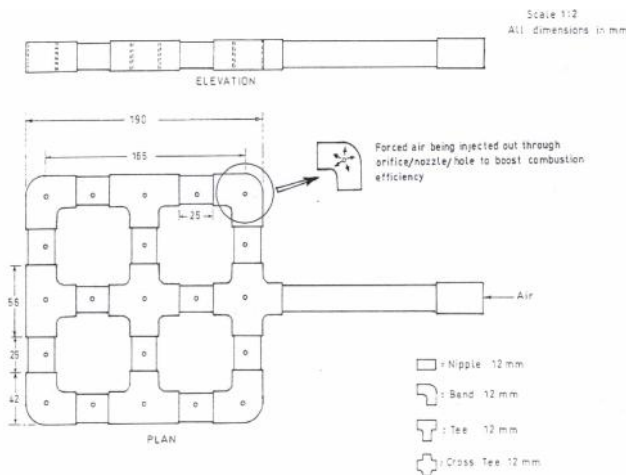 Scale 1:2
All dimensions in mm
ELEVATION
190
165
Forced air being injected out through
orifice/nozzle/hole to boost combustion
efficiency
25
56
25
42
Air
PLAN
: Nipple 12 mm
: Bend 12 mm
: Tee 12 mm
: Cross Tee 12 mm